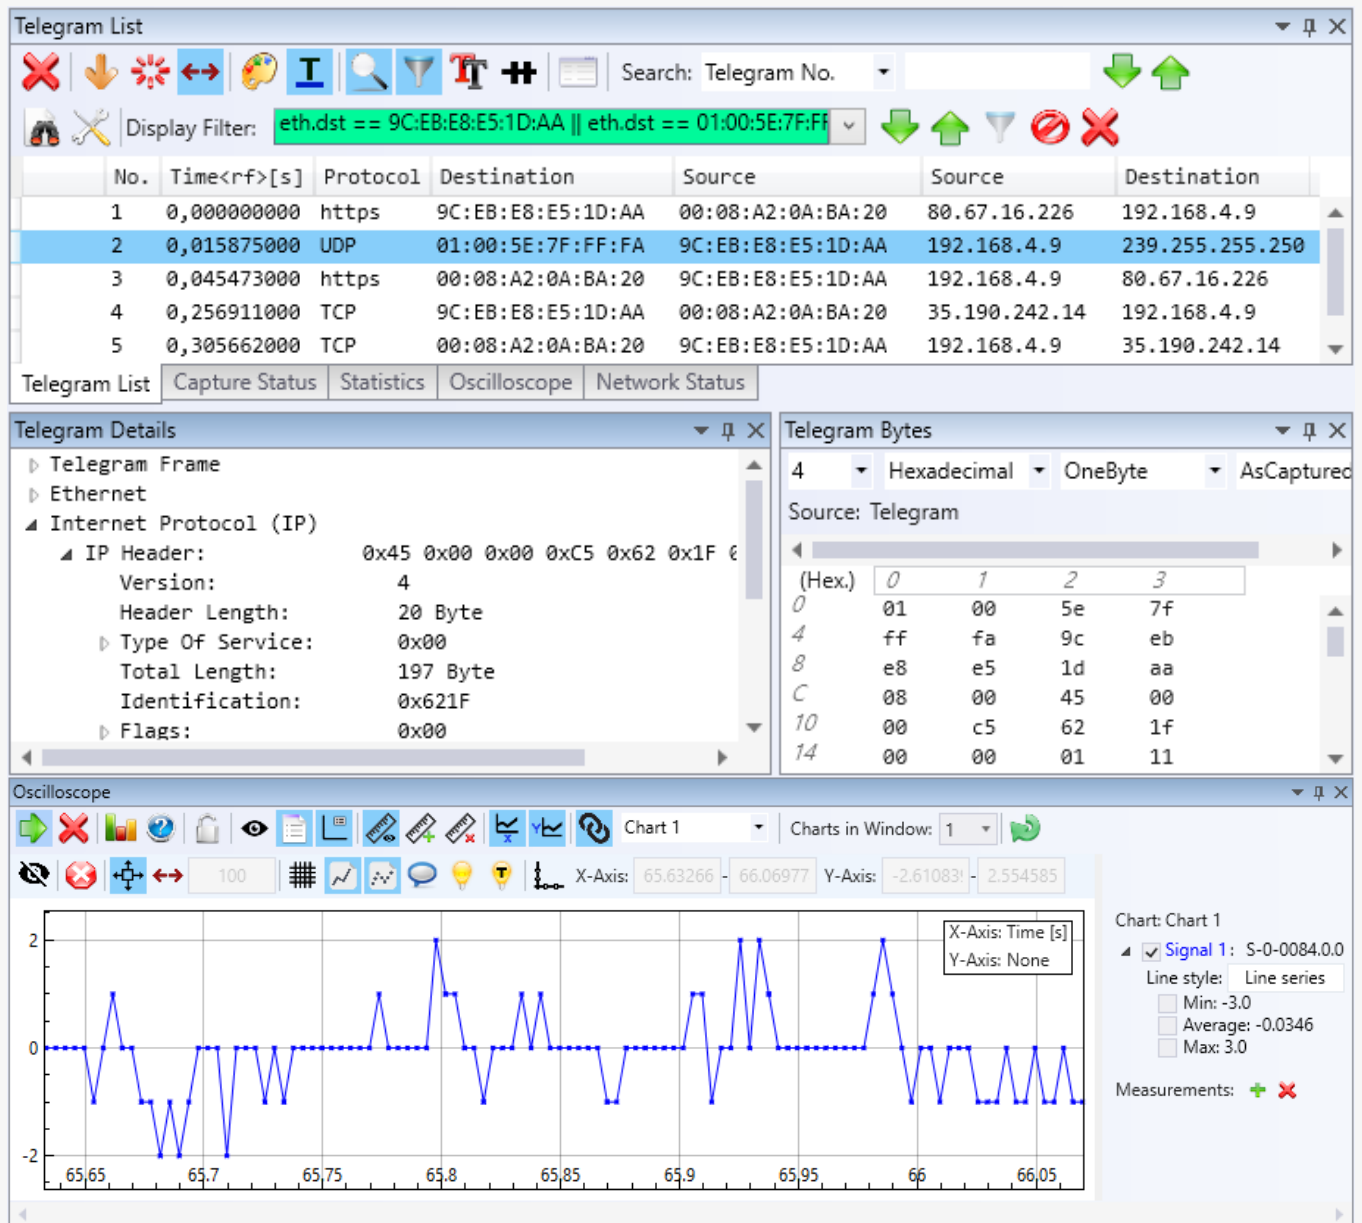 Telegram List
Search: Telegram No.
Display Filter: eth.dst == 9C:EB:E8:E5:1D:AA || eth.dst == 01:00:5E:7F:FF
No. Time<rf>[s] Protocol Destination Source Source Destination
1 0,000000000 https 9C:EB:E8:E5:1D:AA 00:08:A2:0A:BA:20 80.67.16.226 192.168.4.9
2 0,015875000 UDP 01:00:5E:7F:FF:FA 9C:EB:E8:E5:1D:AA 192.168.4.9 239.255.255.250
3 0,045473000 https 00:08:A2:0A:BA:20 9C:EB:E8:E5:1D:AA 192.168.4.9 80.67.16.226
4 0,256911000 TCP 9C:EB:E8:E5:1D:AA 00:08:A2:0A:BA:20 35.190.242.14 192.168.4.9
5 0,305662000 TCP 00:08:A2:0A:BA:20 9C:EB:E8:E5:1D:AA 192.168.4.9 35.190.242.14
Telegram List Capture Status Statistics Oscilloscope Network Status
Telegram Details
Telegram Frame
Ethernet
Internet Protocol (IP)
IP Header: 0x45 0x00 0x00 0xC5 0x62 0x1F
Version: 4
Header Length: 20 Byte
Type Of Service: 0x00
Total Length: 197 Byte
Identification: 0x621F
Flags: 0x00
Telegram Bytes
4 Hexadecimal OneByte AsCaptured
Source: Telegram
(Hex.) 0 1 2 3
0 01 00 5e 7f
4 ff fa 9c eb
8 e8 e5 1d aa
C 08 00 45 00
10 00 c5 62 1f
14 00 00 01 11
Oscilloscope
Chart 1 Charts in Window: 1
100 X-Axis: 65.63266 - 66.06977 Y-Axis: -2.61083 - 2.554585
X-Axis: Time [s]
Y-Axis: None
2
0
-2
65,65 65,7 65,75 65,8 65,85 65,9 65,95 66 66,05
Chart: Chart 1
Signal 1: S-0-0084.0.0
Line style: Line series
Min: -3.0
Average: -0.0346
Max: 3.0
Measurements: